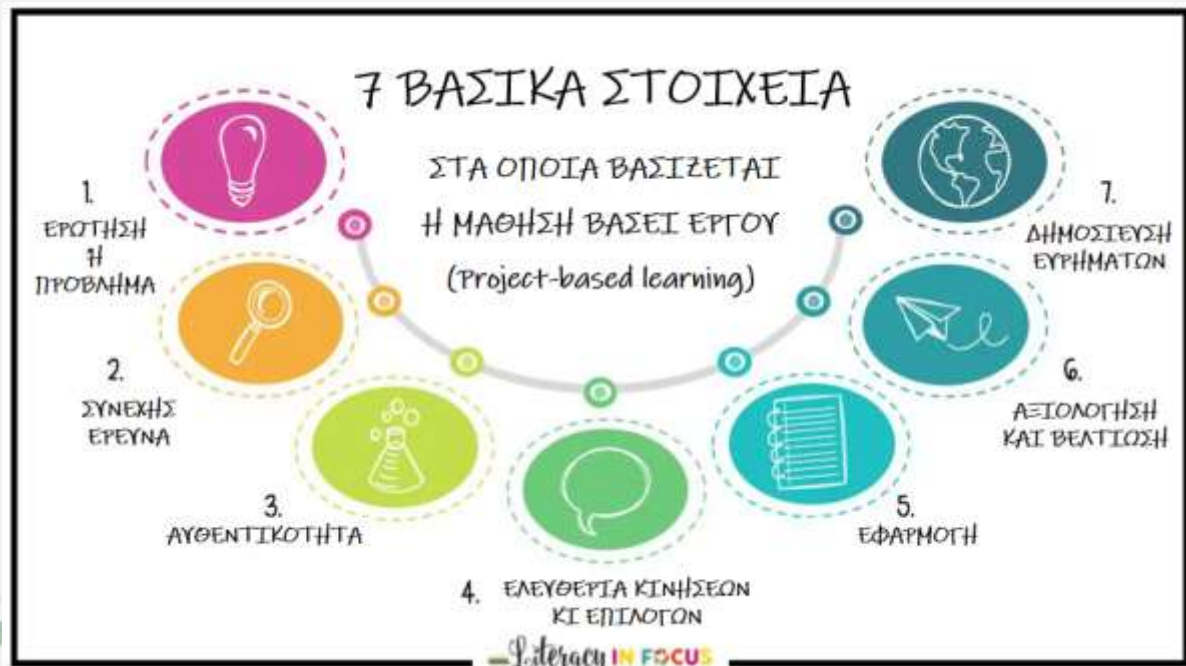 7 ΒΑΣΙΚΑ ΣΤΟΙΧΕΙΑ
ΣΤΑ ΟΠΟΙΑ ΒΑΣΙΖΕΤΑΙ
Η ΜΑΘΗΣΗ ΒΑΣΕΙ ΕΡΓΟΥ
(Project-based learning)
1.
ΕΡΩΤΗΣΗ
Ή
ΠΡΟΒΛΗΜΑ
2.
ΣΥΝΕΧΗΣ
ΕΡΕΥΝΑ
3.
ΑΥΘΕΝΤΙΚΟΤΗΤΑ
4. ΕΛΕΥΘΕΡΙΑ ΚΙΝΗΣΕΩΝ
ΚΙ ΕΠΙΛΟΓΩΝ
5.
ΕΦΑΡΜΟΓΗ
6.
ΑΞΙΟΛΟΓΗΣΗ
ΚΑΙ ΒΕΛΤΙΩΣΗ
7.
ΔΗΜΟΣΙΕΥΣΗ
ΕΥΡΗΜΑΤΩΝ
Literacy IN FOCUS